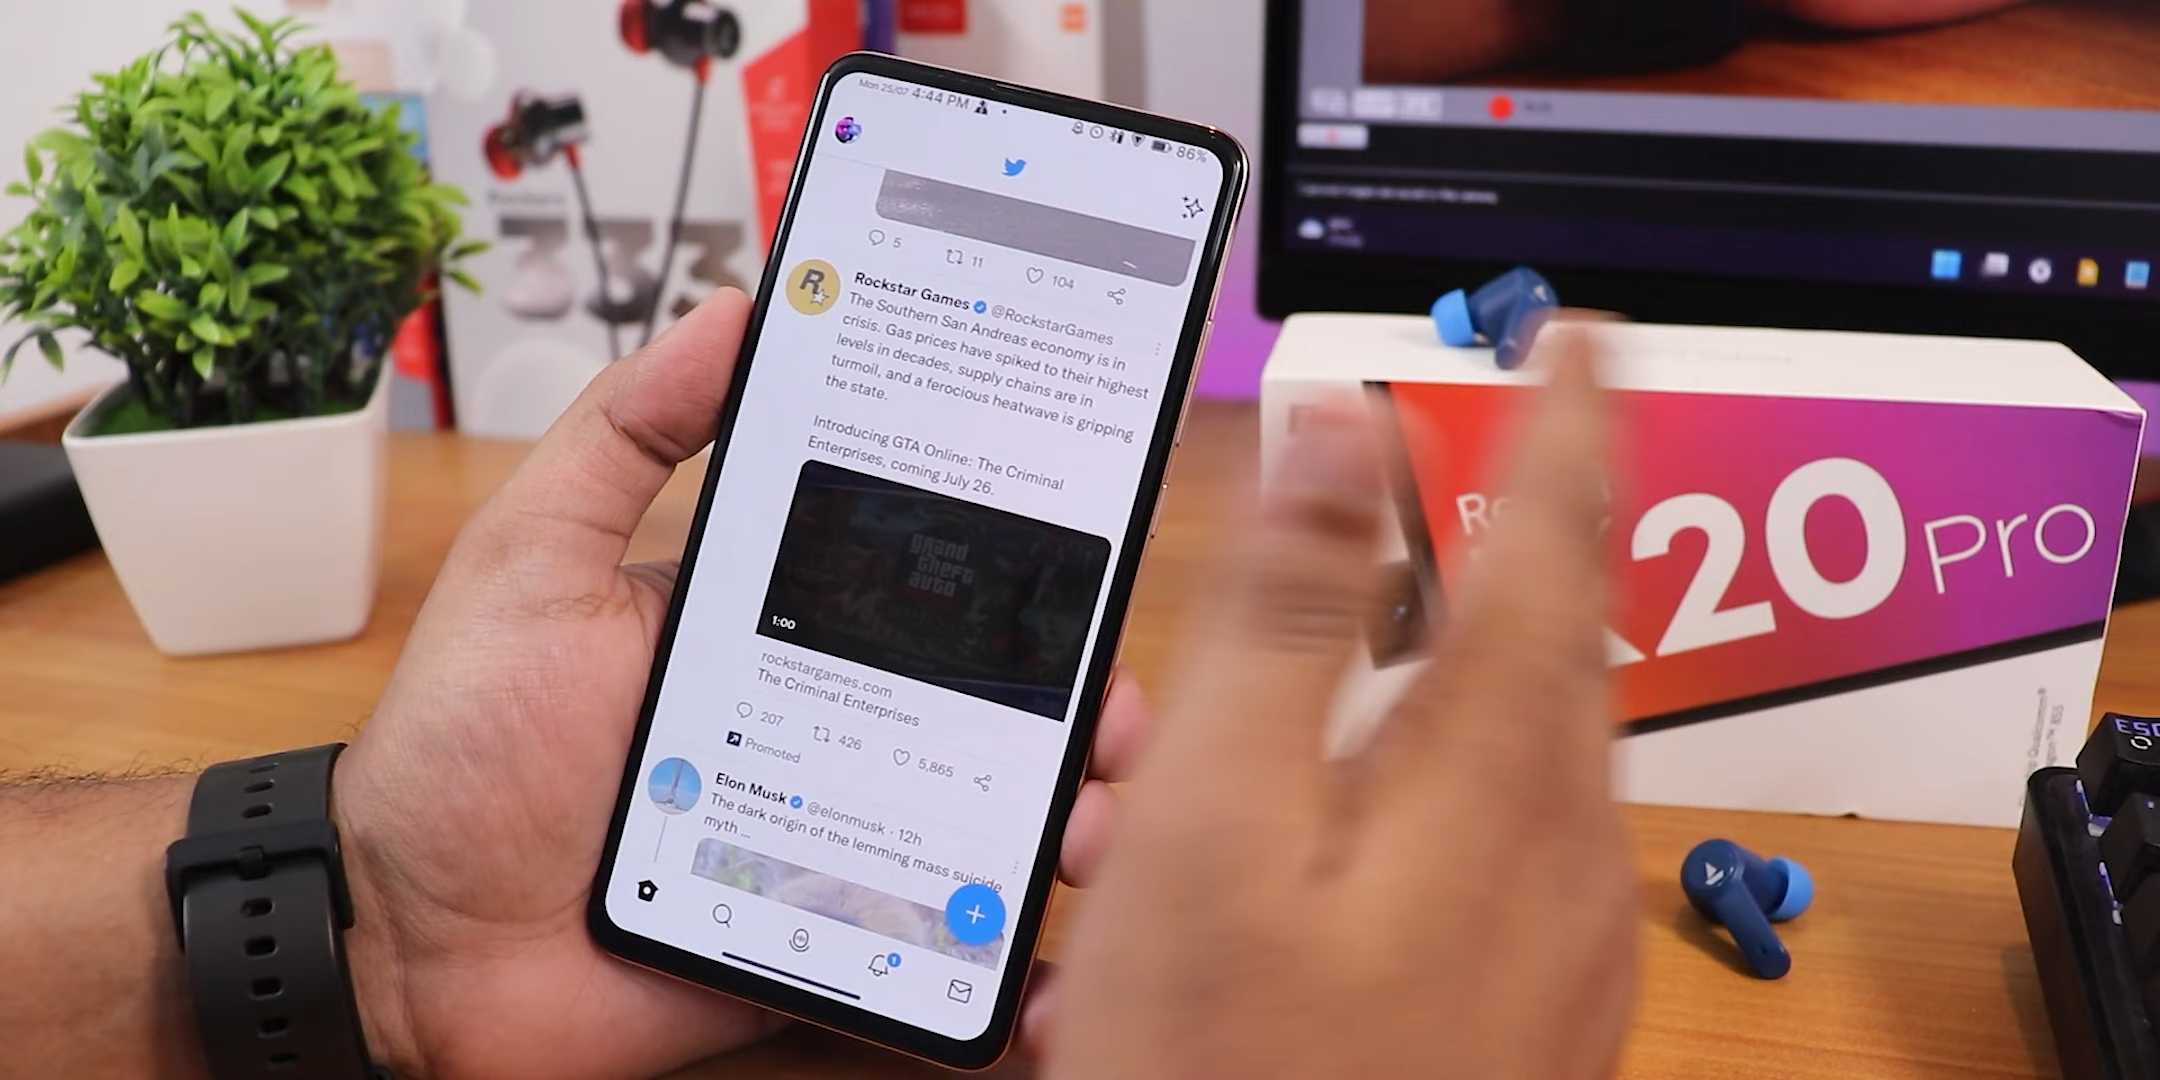 Mon 25/07 4:44 PM
86%
5
11
104
Rockstar Games @RockstarGames
The Southern San Andreas economy is in
crisis. Gas prices have spiked to their highest
levels in decades, supply chains are in
turmoil, and a ferocious heatwave is gripping
the state.
Introducing GTA Online: The Criminal
Enterprises, coming July 26.
grand
theft
auto
1:00
rockstargames.com
The Criminal Enterprises
207
426
5,865
Promoted
Elon Musk @elonmusk · 12h
The dark origin of the lemming mass suicide
myth ...
1
20 Pro
855
ESC